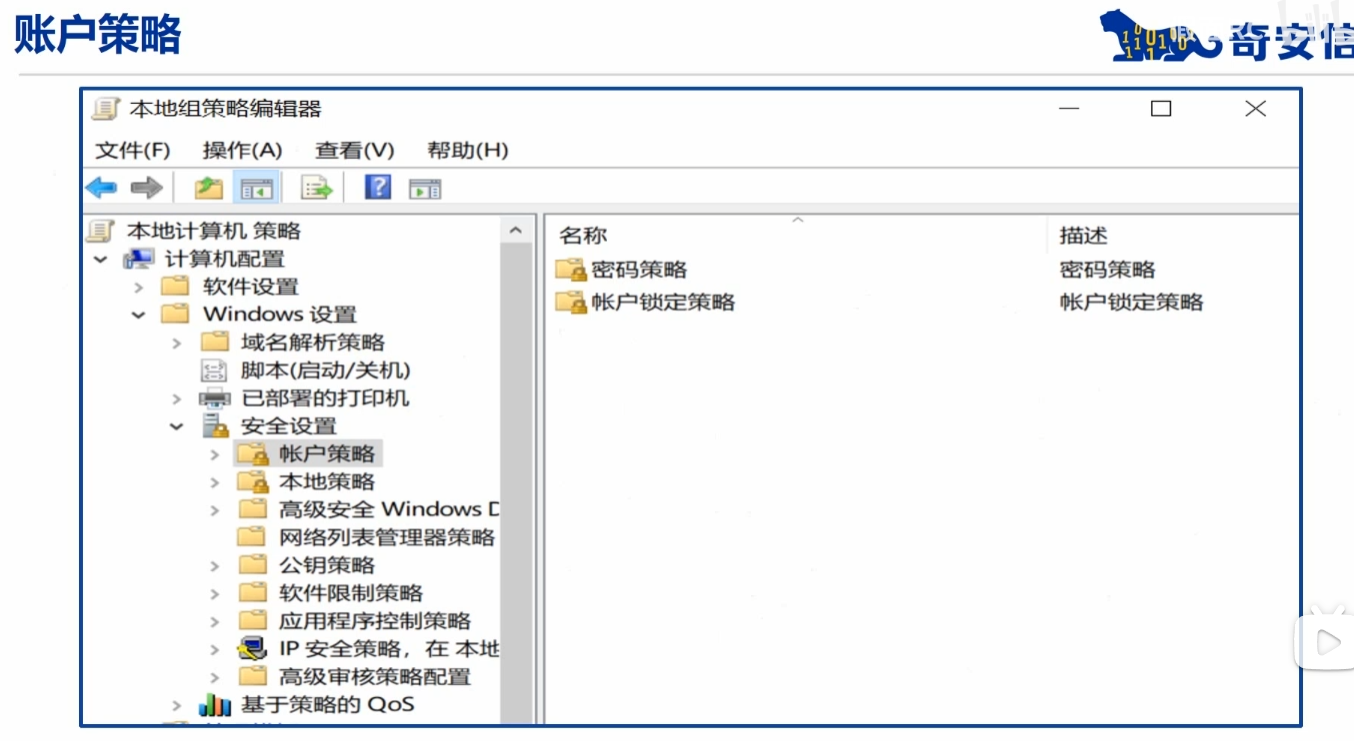 账户策略
奇安信
本地组策略编辑器
文件(F) 操作(A) 查看(V) 帮助(H)
本地计算机 策略
计算机配置
软件设置
Windows 设置
域名解析策略
脚本(启动/关机)
已部署的打印机
安全设置
帐户策略
本地策略
高级安全 Windows D
网络列表管理器策略
公钥策略
软件限制策略
应用程序控制策略
IP 安全策略，在 本地
高级审核策略配置
基于策略的 QoS
名称 描述
密码策略 密码策略
帐户锁定策略 帐户锁定策略